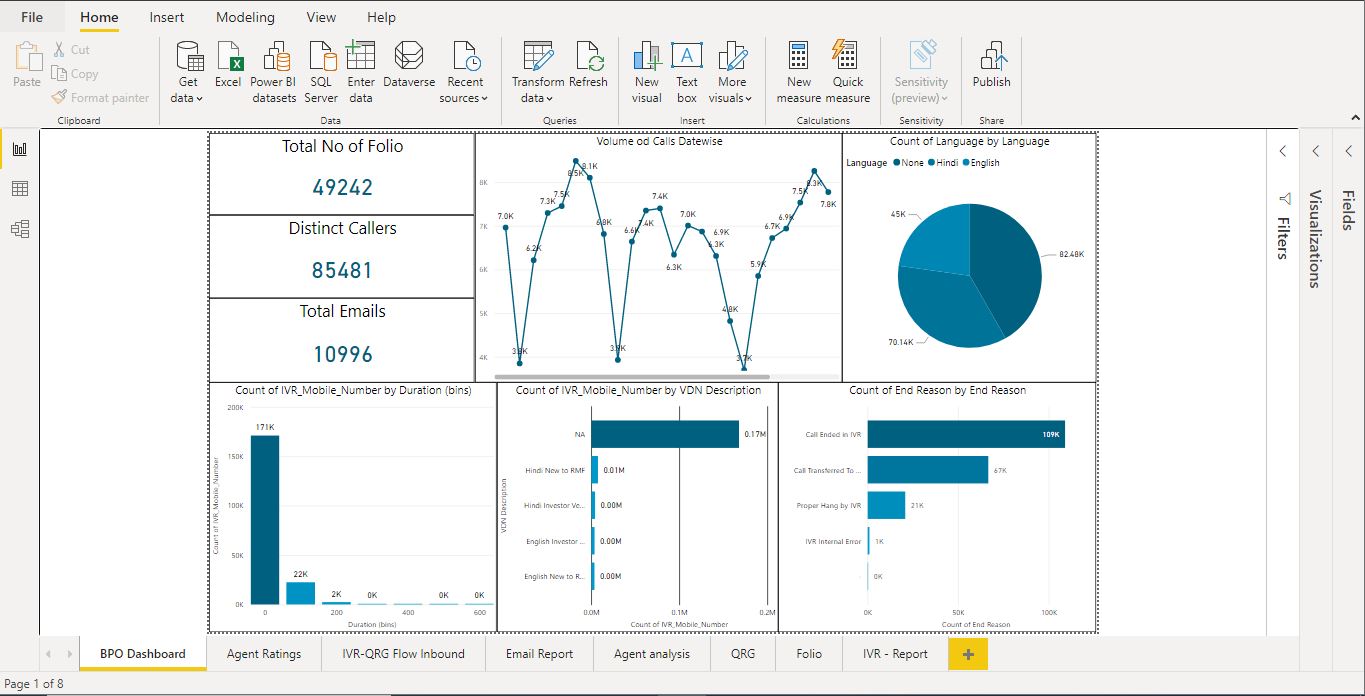 File Home Insert Modeling View Help
Paste
Cut
Copy
Format painter
Clipboard
Get data
Excel
Power BI datasets
SQL Server
Enter data
Dataverse
Recent sources
Data
Transform data
Refresh
Queries
New visual
Text box
More visuals
Insert
New measure
Quick measure
Calculations
Sensitivity (preview)
Sensitivity
Publish
Share
Total No of Folio
49242
Distinct Callers
85481
Total Emails
10996
Volume od Calls Datewise
8K
7K
6K
5K
4K
7.0K
6.2K
7.3K
7.5K
8.5K
8.1K
6.8K
6.6K
7.4K
7.4K
6.3K
7.0K
6.9K
6.3K
4.8K
3.7K
5.9K
6.7K
6.9K
7.5K
8.3K
7.8K
Count of Language by Language
Language None Hindi English
45K
82.48K
70.14K
Filters
Visualizations
Fields
Count of IVR_Mobile_Number by Duration (bins)
Count of IVR_Mobile_Number
200K
150K
100K
50K
0K
171K
22K
2K
0K
0K
0K
0 200 400 600
Duration (bins)
Count of IVR_Mobile_Number by VDN Description
VDN Description
NA 0.17M
Hindi New to RMF 0.01M
Hindi Investor Ve... 0.00M
English Investor ... 0.00M
English New to R... 0.00M
0.0M 0.1M 0.2M
Count of IVR_Mobile_Number
Count of End Reason by End Reason
Call Ended in IVR 109K
Call Transferred To ... 67K
Proper Hang by IVR 21K
IVR Internal Error 1K
- 0K
0K 50K 100K
Count of End Reason
BPO Dashboard Agent Ratings IVR-QRG Flow Inbound Email Report Agent analysis QRG Folio IVR - Report +
Page 1 of 8